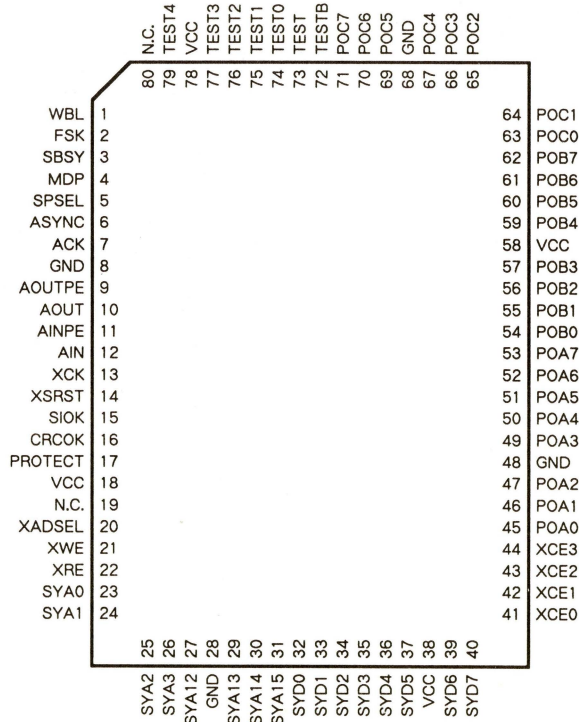 N.C. TEST4 VCC TEST3 TEST2 TEST1 TEST0 TEST TESTB POC7 POC6 POC5 GND POC4 POC3 POC2
80 79 78 77 76 75 74 73 72 71 70 69 68 67 66 65
WBL 1 64 POC1
FSK 2 63 POC0
SBSY 3 62 POB7
MDP 4 61 POB6
SPSEL 5 60 POB5
ASYNC 6 59 POB4
ACK 7 58 VCC
GND 8 57 POB3
AOUTPE 9 56 POB2
AOUT 10 55 POB1
AINPE 11 54 POB0
AIN 12 53 POA7
XCK 13 52 POA6
XSRST 14 51 POA5
SIOK 15 50 POA4
CRCOK 16 49 POA3
PROTECT 17 48 GND
VCC 18 47 POA2
N.C. 19 46 POA1
XADSEL 20 45 POA0
XWE 21 44 XCE3
XRE 22 43 XCE2
SYA0 23 42 XCE1
SYA1 24 41 XCE0
25 26 27 28 29 30 31 32 33 34 35 36 37 38 39 40
SYA2 SYA3 SYA12 GND SYA13 SYA14 SYA15 SYD0 SYD1 SYD2 SYD3 SYD4 SYD5 VCC SYD6 SYD7